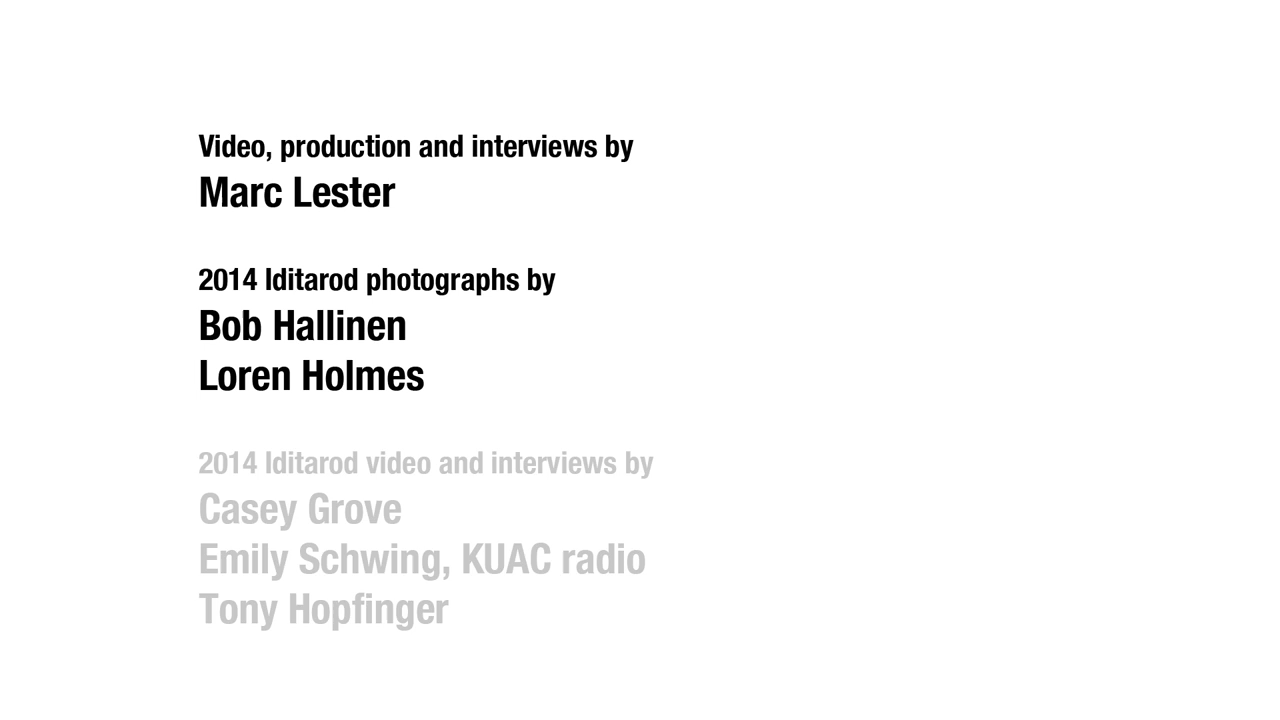 Video, production and interviews by
Marc Lester
2014 Iditarod photographs by
Bob Hallinen
Loren Holmes
2014 Iditarod video and interviews by
Casey Grove
Emily Schwing, KUAC radio
Tony Hopfinger